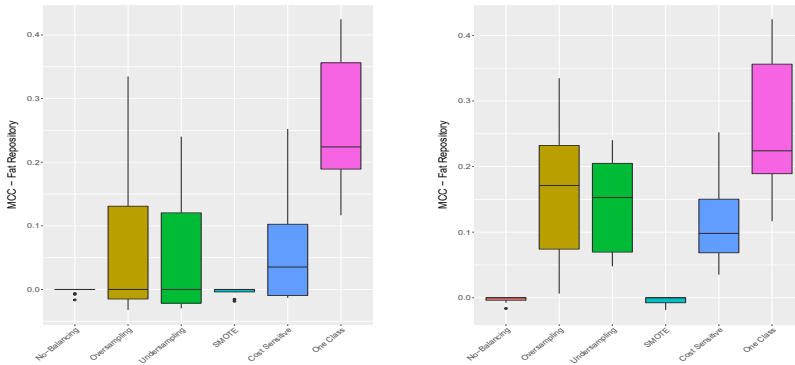 MCC − Fat Repository
0.4
0.3
0.2
0.1
0.0
No−Balancing
Oversampling
Undersampling
SMOTE
Cost Sensitive
One Class
MCC − Fat Repository
0.4
0.3
0.2
0.1
0.0
No−Balancing
Oversampling
Undersampling
SMOTE
Cost Sensitive
One Class